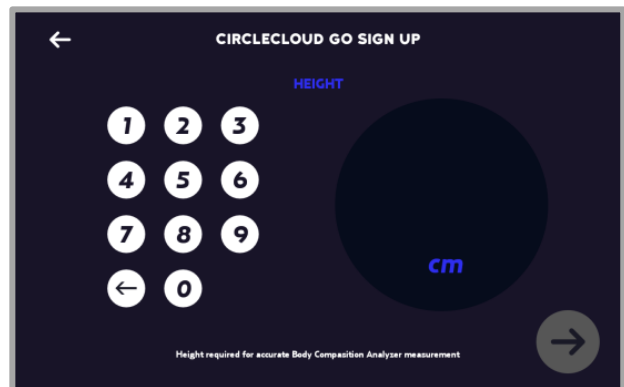 CIRCLECLOUD GO SIGN UP
HEIGHT
1 2 3
4 5 6
7 8 9
0
cm
Height required for accurate Body Compasition Analyzer measurement